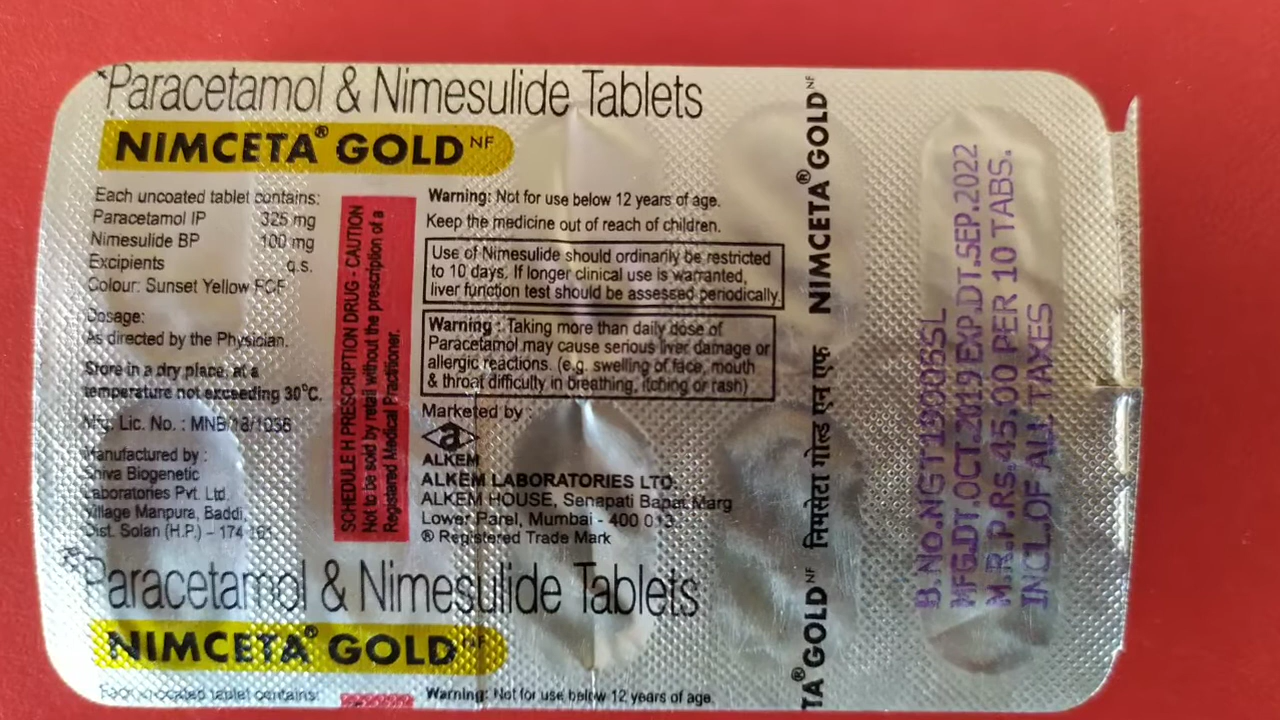 Paracetamol & Nimesulide Tablets
NIMCETA® GOLD NF
Each uncoated tablet contains:
Paracetamol IP 325 mg
Nimesulide BP 100 mg
Excipients q.s.
Colour: Sunset Yellow FCF
Dosage:
As directed by the Physician.
Store in a dry place, at a
temperature not exceeding 30°C.
Mfg. Lic. No. : MNB/18/1056
Manufactured by :
Shiva Biogenetic
Laboratories Pvt. Ltd.
Village Manpura, Baddi
Dist. Solan (H.P.) – 174 101
SCHEDULE H PRESCRIPTION DRUG - CAUTION
Not to be sold by retail without the prescription of a
Registered Medical Practitioner.
Warning: Not for use below 12 years of age.
Keep the medicine out of reach of children.
Use of Nimesulide should ordinarily be restricted
to 10 days. If longer clinical use is warranted,
liver function test should be assessed periodically.
Warning : Taking more than daily dose of
Paracetamol may cause serious liver damage or
allergic reactions. (e.g. swelling of face, mouth
& throat difficulty in breathing, itching or rash)
Marketed by :
a
ALKEM
ALKEM LABORATORIES LTD.
ALKEM HOUSE, Senapati Bapat Marg
Lower Parel, Mumbai - 400 013
® Registered Trade Mark
Paracetamol & Nimesulide Tablets
NIMCETA® GOLD NF
Each uncoated tablet contains:
Warning: Not for use below 12 years of age.
TA® GOLD NF निमसेटा गोल्ड एन एफ NIMCETA® GOLD NF
B.No.NGT19006SL
MFG.DT.OCT.2019 EXP.DT.SEP.2022
M.R.P.Rs.45.00 PER 10 TABS.
INCL.OF ALL TAXES